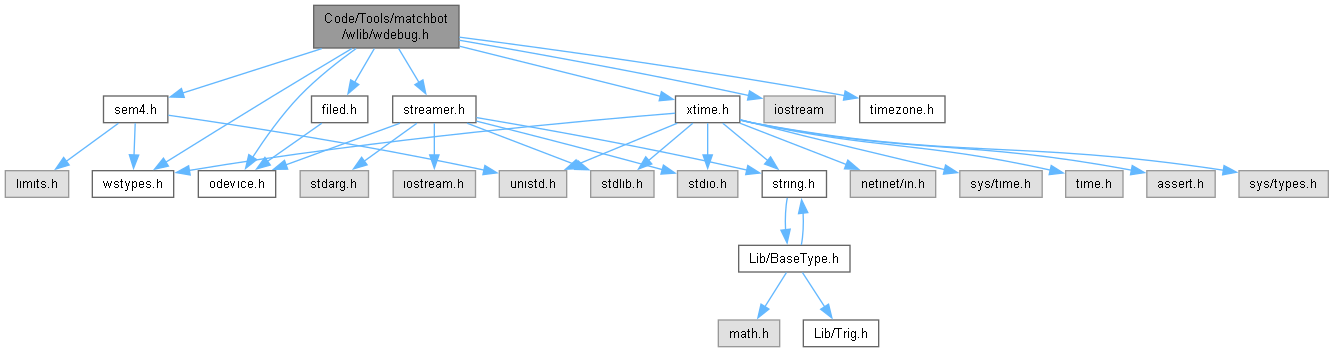 Code/Tools/matchbot
/wlib/wdebug.h
sem4.h
filed.h
streamer.h
xtime.h
iostream
timezone.h
limits.h
wstypes.h
odevice.h
stdarg.h
iostream.h
unistd.h
stdlib.h
stdio.h
string.h
netinet/in.h
sys/time.h
time.h
assert.h
sys/types.h
Lib/BaseType.h
math.h
Lib/Trig.h